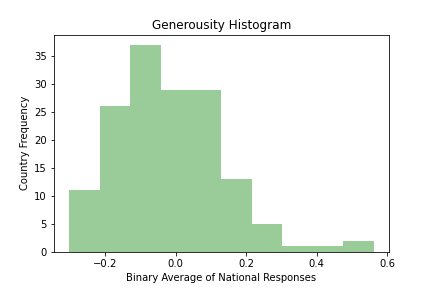 Generousity Histogram
35
30
25
20
15
10
5
0
Country Frequency
−0.2 0.0 0.2 0.4 0.6
Binary Average of National Responses